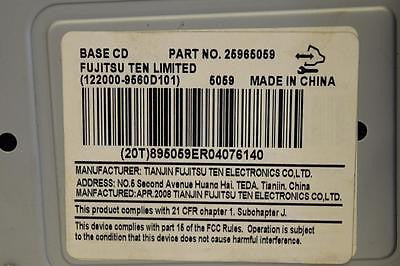 BASE CD PART NO. 25965059
FUJITSU TEN LIMITED
(122000-9560D101) 5059 MADE IN CHINA
(20T)895059ER04076140
MANUFACTURER: TIANJIN FUJITSU TEN ELECTRONICS CO,LTD.
ADDRESS: NO.6 Second Avenue Huang Hai, TEDA, Tianjin, China
MANUFACTURED:APR.2008 TIANJIN FUJITSU TEN ELECTRONICS CO,LTD.
This product complies with 21 CFR chapter 1. Subchapter J.
This device complies with part 15 of the FCC Rules. Operation is subject
to the condition that this device does not cause harmful interference.